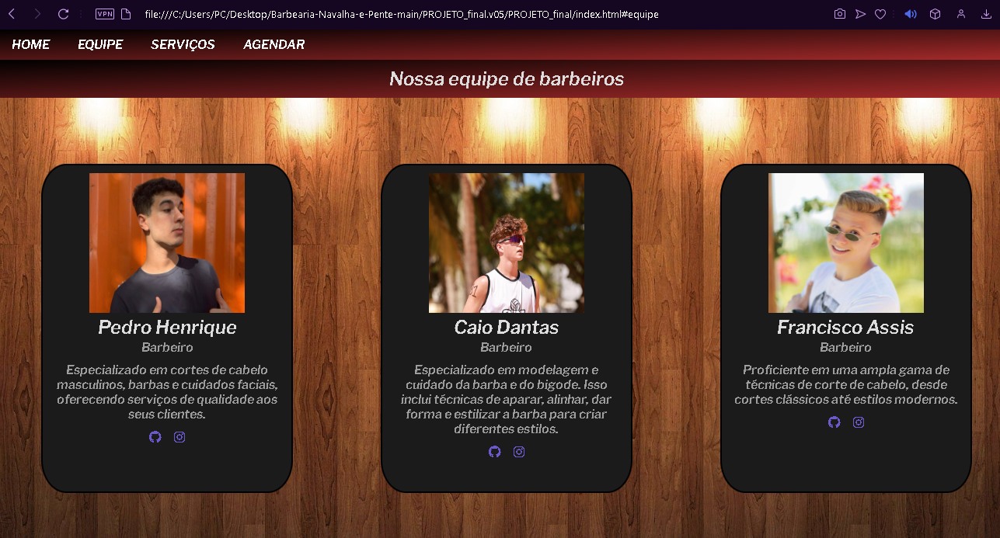 VPN
file:///C:/Users/PC/Desktop/Barbearia-Navalha-e-Pente-main/PROJETO_final.v05/PROJETO_final/index.html#equipe
HOME EQUIPE SERVIÇOS AGENDAR
Nossa equipe de barbeiros
Pedro Henrique
Barbeiro
Especializado em cortes de cabelo
masculinos, barbas e cuidados faciais,
oferecendo serviços de qualidade aos
seus clientes.
Caio Dantas
Barbeiro
Especializado em modelagem e
cuidado da barba e do bigode. Isso
inclui técnicas de aparar, alinhar, dar
forma e estilizar a barba para criar
diferentes estilos.
Francisco Assis
Barbeiro
Proficiente em uma ampla gama de
técnicas de corte de cabelo, desde
cortes clássicos até estilos modernos.